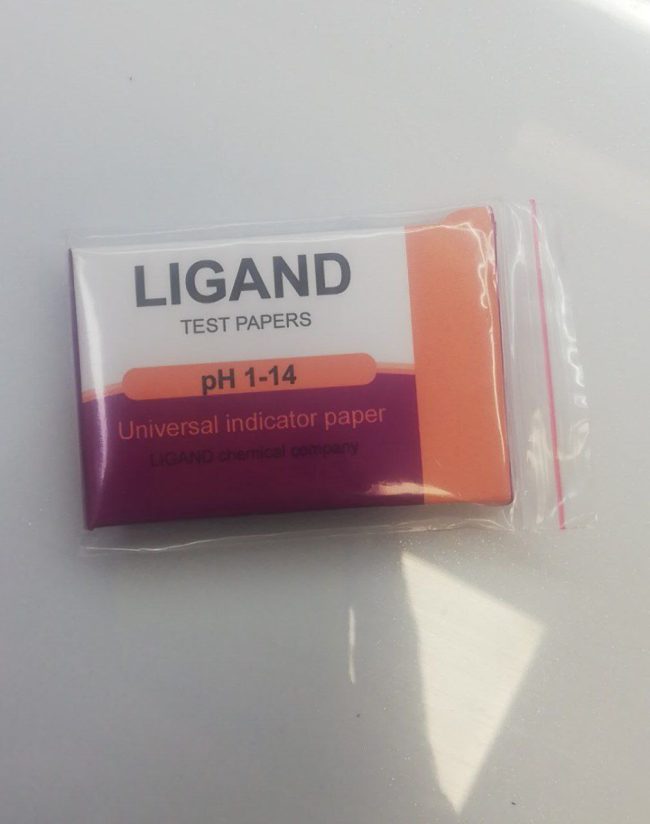 LIGAND
TEST PAPERS
pH 1-14
Universal indicator paper
LIGAND chemical company